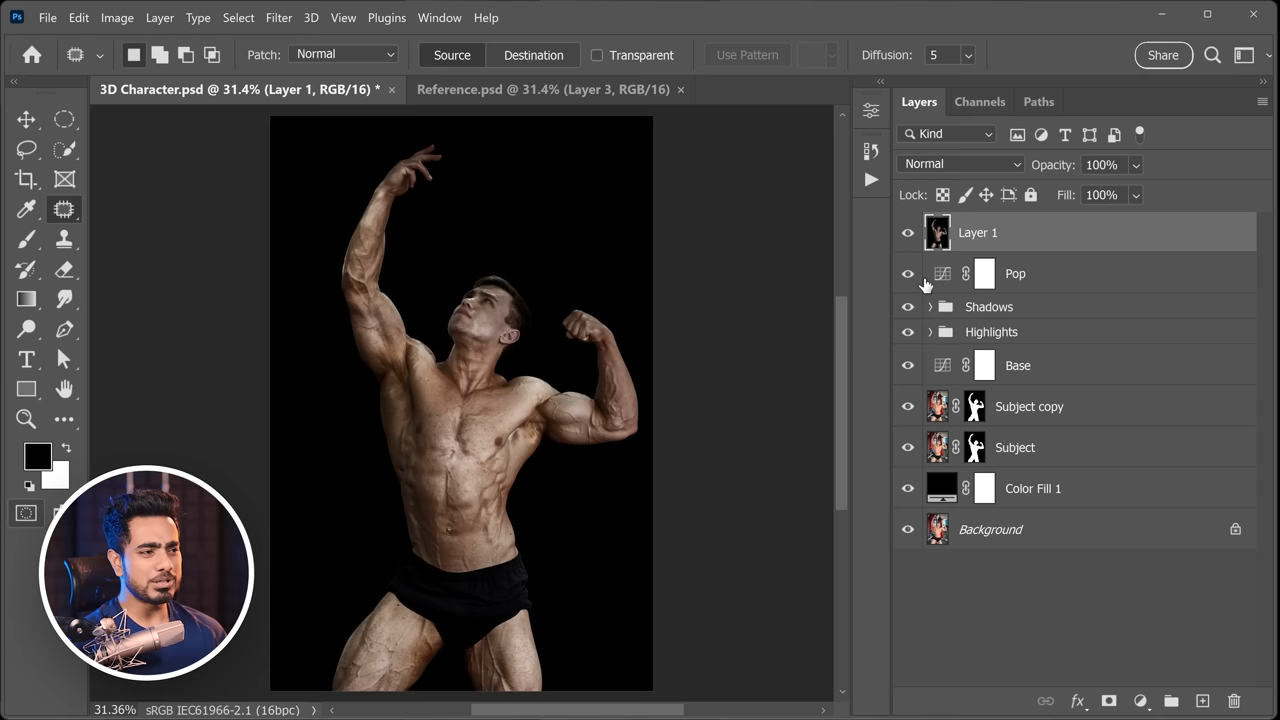 Ps File Edit Image Layer Type Select Filter 3D View Plugins Window Help
Patch: Normal Source Destination Transparent Use Pattern Diffusion: 5 Share
3D Character.psd @ 31.4% (Layer 1, RGB/16) * × Reference.psd @ 31.4% (Layer 3, RGB/16) ×
Layers Channels Paths
Kind
Normal Opacity: 100%
Lock: Fill: 100%
Layer 1
Pop
Shadows
Highlights
Base
Subject copy
Subject
Color Fill 1
Background
31.36% sRGB IEC61966-2.1 (16bpc)